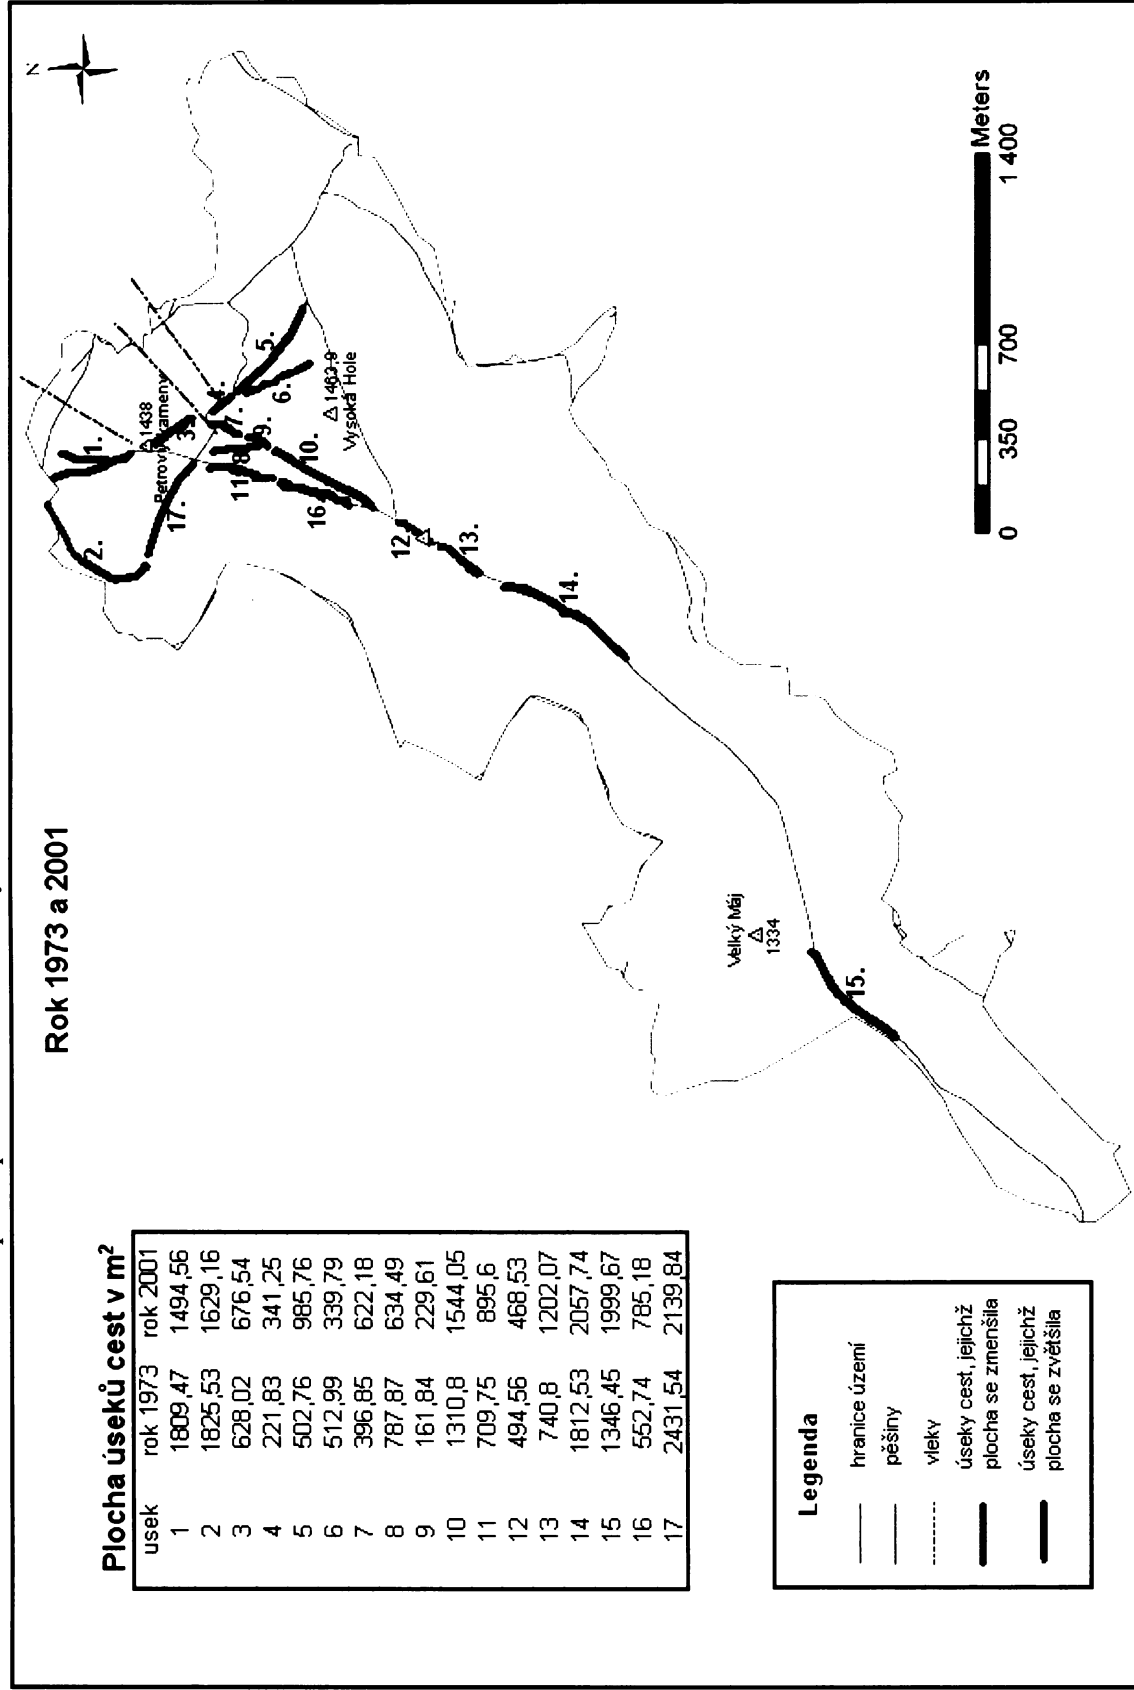 Rok 1973 a 2001
N
Plocha úseků cest v m²
usek rok 1973 rok 2001
1 1809,47 1494,56
2 1825,53 1629,16
3 628,02 676,54
4 221,83 341,25
5 502,76 985,76
6 512,99 339,79
7 396,85 622,18
8 787,87 634,49
9 161,84 229,61
10 1310,8 1544,05
11 709,75 895,6
12 494,56 468,53
13 740,8 1202,07
14 1812,53 2057,74
15 1346,45 1999,67
16 552,74 785,18
17 2431,54 2139,84
Legenda
hranice území
pěšiny
vleky
úseky cest, jejichž
plocha se zmenšila
úseky cest, jejichž
plocha se zvětšila
1.
2.
3.
4.
5.
6.
7.
8.
9.
10.
11.
12.
13.
14.
15.
16.
17.
1438
Petrovy kameny
1463,9
Vysoká Hole
Velký Máj
1334
Meters
0 350 700 1 400